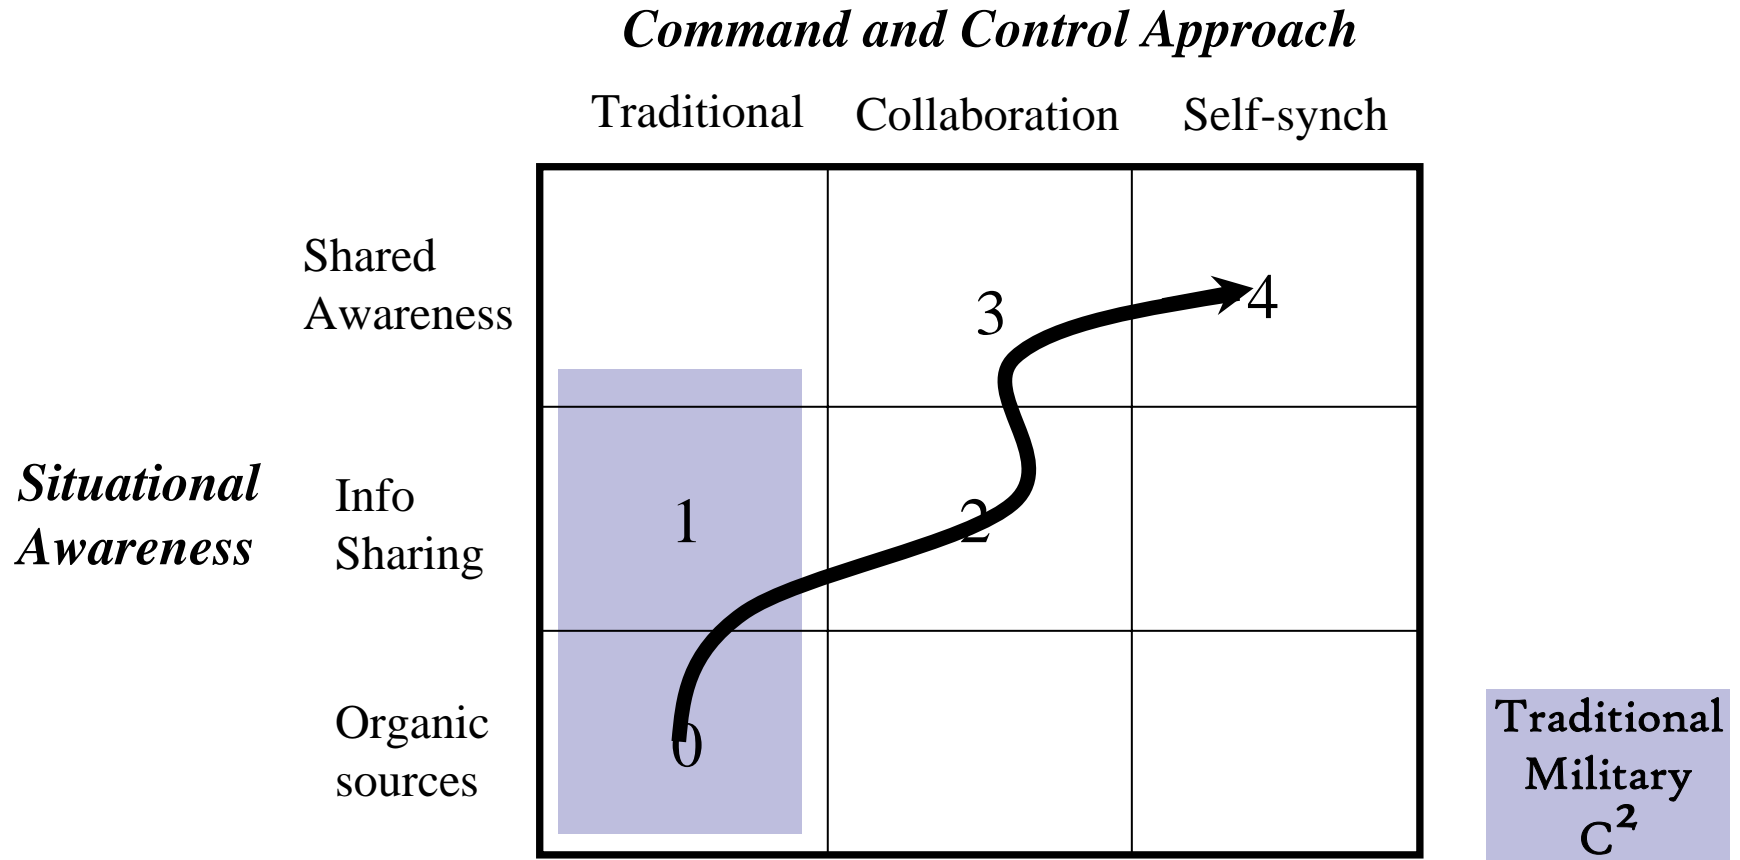 Command and Control Approach
Traditional Collaboration Self-synch
Shared
Awareness
3
4
Situational
Awareness
Info
Sharing
1
2
Organic
sources
0
Traditional
Military
C²